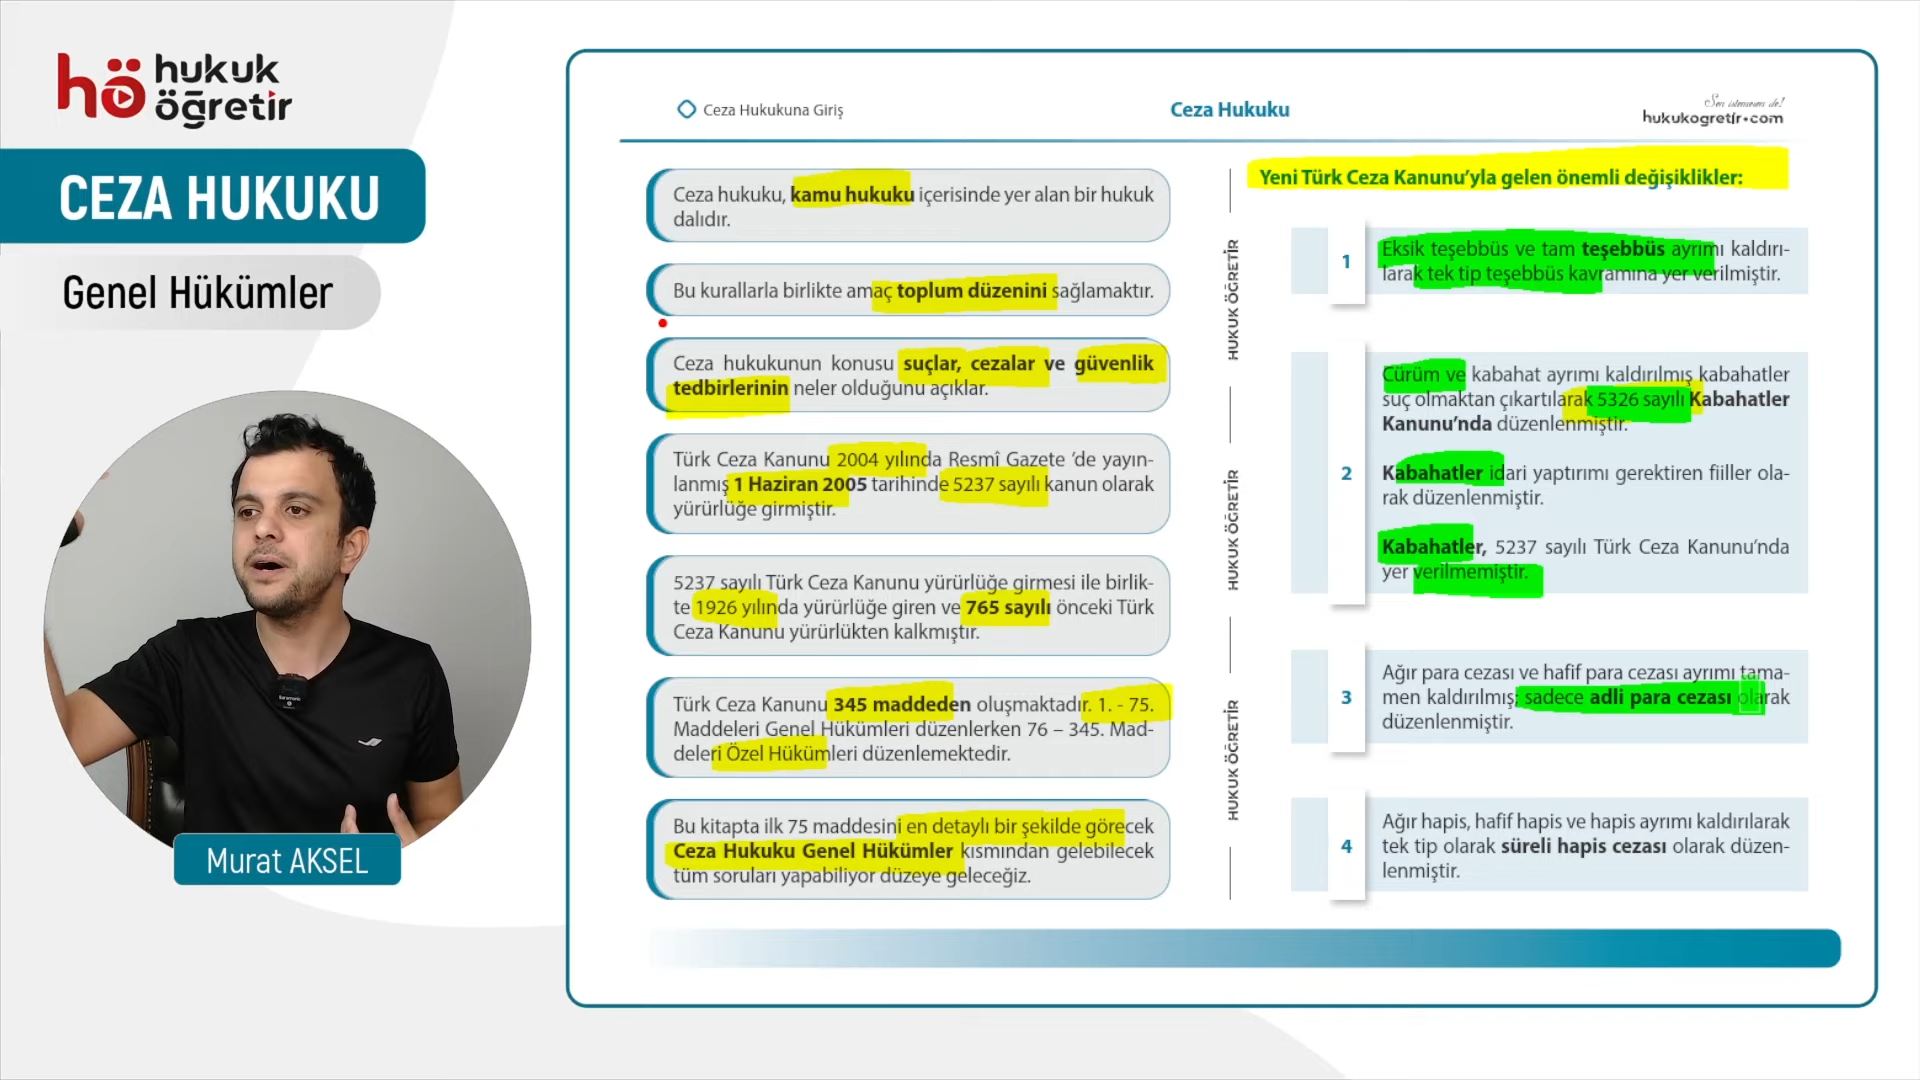 hö hukuk
öğretir
CEZA HUKUKU
Genel Hükümler
Murat AKSEL
Ceza Hukukuna Giriş
Ceza Hukuku
Sen istemesen de!
hukukogretir.com
Ceza hukuku, kamu hukuku içerisinde yer alan bir hukuk
dalıdır.
Bu kurallarla birlikte amaç toplum düzenini sağlamaktır.
Ceza hukukunun konusu suçlar, cezalar ve güvenlik
tedbirlerinin neler olduğunu açıklar.
Türk Ceza Kanunu 2004 yılında Resmî Gazete 'de yayın-
lanmış 1 Haziran 2005 tarihinde 5237 sayılı kanun olarak
yürürlüğe girmiştir.
5237 sayılı Türk Ceza Kanunu yürürlüğe girmesi ile birlik-
te 1926 yılında yürürlüğe giren ve 765 sayılı önceki Türk
Ceza Kanunu yürürlükten kalkmıştır.
Türk Ceza Kanunu 345 maddeden oluşmaktadır. 1. - 75.
Maddeleri Genel Hükümleri düzenlerken 76 – 345. Mad-
deleri Özel Hükümleri düzenlemektedir.
Bu kitapta ilk 75 maddesini en detaylı bir şekilde görecek
Ceza Hukuku Genel Hükümler kısmından gelebilecek
tüm soruları yapabiliyor düzeye geleceğiz.
HUKUK ÖĞRETİR
HUKUK ÖĞRETİR
HUKUK ÖĞRETİR
Yeni Türk Ceza Kanunu'yla gelen önemli değişiklikler:
1
Eksik teşebbüs ve tam teşebbüs ayrımı kaldırı-
larak tek tip teşebbüs kavramına yer verilmiştir.
2
Cürüm ve kabahat ayrımı kaldırılmış kabahatler
suç olmaktan çıkartılarak 5326 sayılı Kabahatler
Kanunu'nda düzenlenmiştir.
Kabahatler idari yaptırımı gerektiren fiiller ola-
rak düzenlenmiştir.
Kabahatler, 5237 sayılı Türk Ceza Kanunu'nda
yer verilmemiştir.
3
Ağır para cezası ve hafif para cezası ayrımı tama-
men kaldırılmış; sadece adli para cezası olarak
düzenlenmiştir.
4
Ağır hapis, hafif hapis ve hapis ayrımı kaldırılarak
tek tip olarak süreli hapis cezası olarak düzen-
lenmiştir.